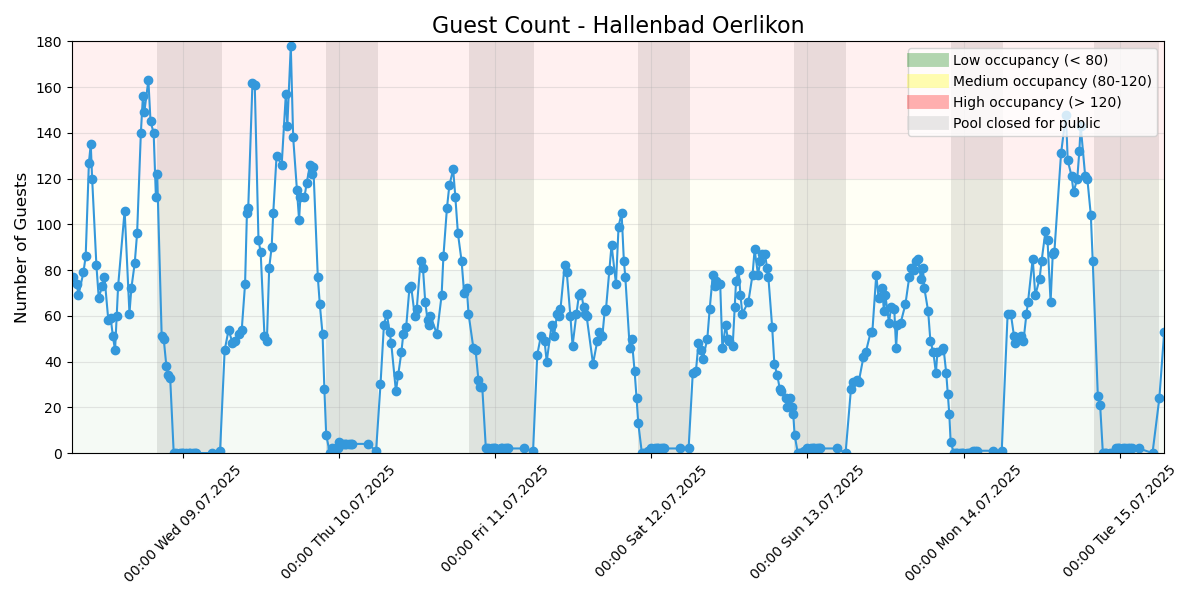 Guest Count - Hallenbad Oerlikon
Number of Guests
180
160
140
120
100
80
60
40
20
0
Low occupancy (< 80)
Medium occupancy (80-120)
High occupancy (> 120)
Pool closed for public
00:00 Wed 09.07.2025
00:00 Thu 10.07.2025
00:00 Fri 11.07.2025
00:00 Sat 12.07.2025
00:00 Sun 13.07.2025
00:00 Mon 14.07.2025
00:00 Tue 15.07.2025